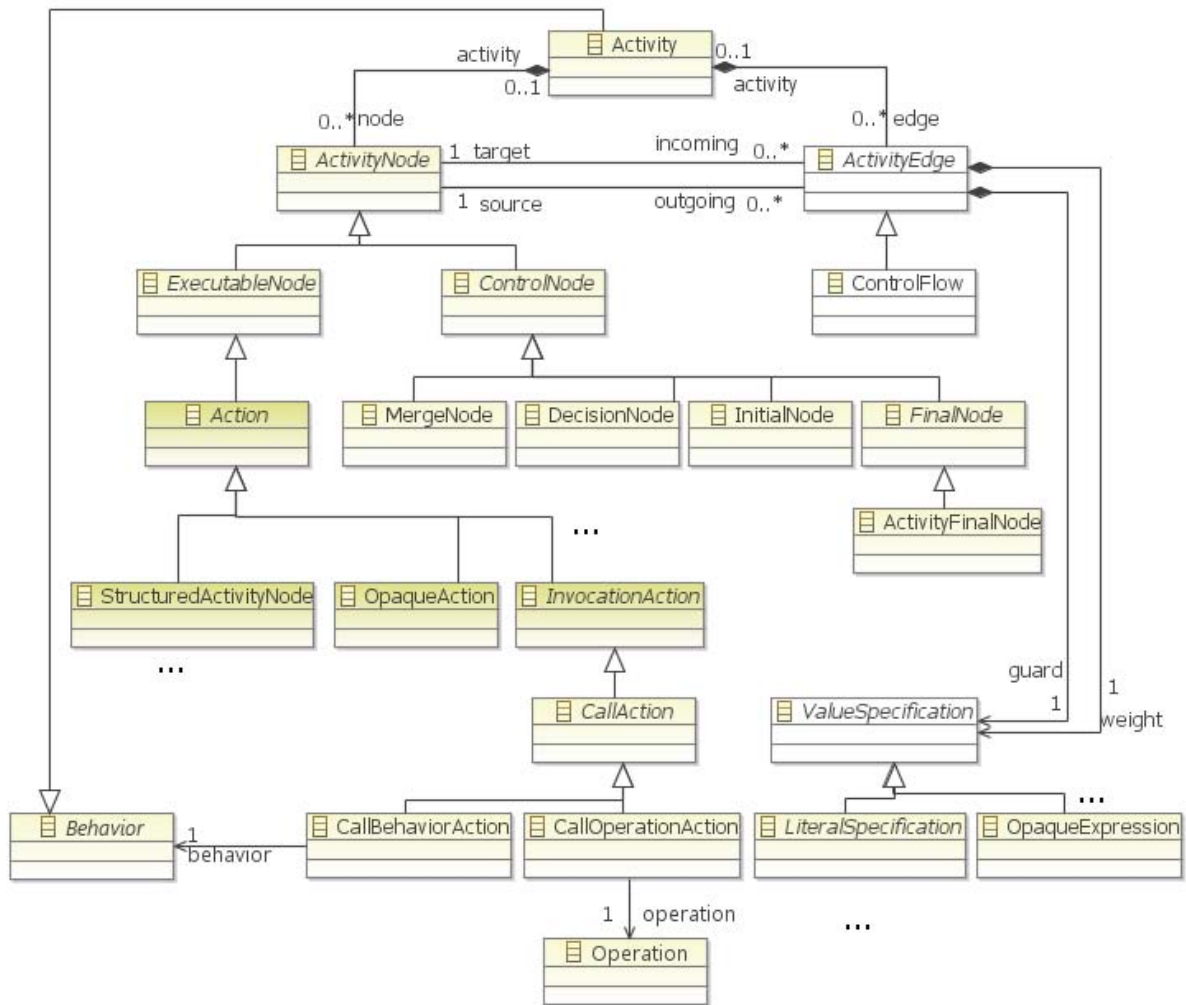 Activity
activity
0..1
0..1
activity
0..* node
0..* edge
ActivityNode
1 target
incoming 0..*
ActivityEdge
1 source
outgoing 0..*
ExecutableNode
ControlNode
ControlFlow
Action
MergeNode
DecisionNode
InitialNode
FinalNode
ActivityFinalNode
...
StructuredActivityNode
OpaqueAction
InvocationAction
...
guard
1
1
weight
CallAction
ValueSpecification
...
Behavior
1
behavior
CallBehaviorAction
CallOperationAction
LiteralSpecification
OpaqueExpression
1 operation
...
Operation